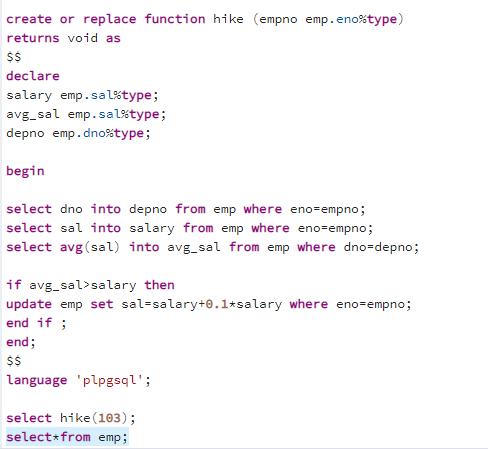 create or replace function hike (empno emp.eno%type)
returns void as
$$
declare
salary emp.sal%type;
avg_sal emp.sal%type;
depno emp.dno%type;
begin
select dno into depno from emp where eno=empno;
select sal into salary from emp where eno=empno;
select avg(sal) into avg_sal from emp where dno=depno;
if avg_sal>salary then
update emp set sal=salary+0.1*salary where eno=empno;
end if ;
end;
$$
language 'plpgsql';
select hike(103);
select*from emp;